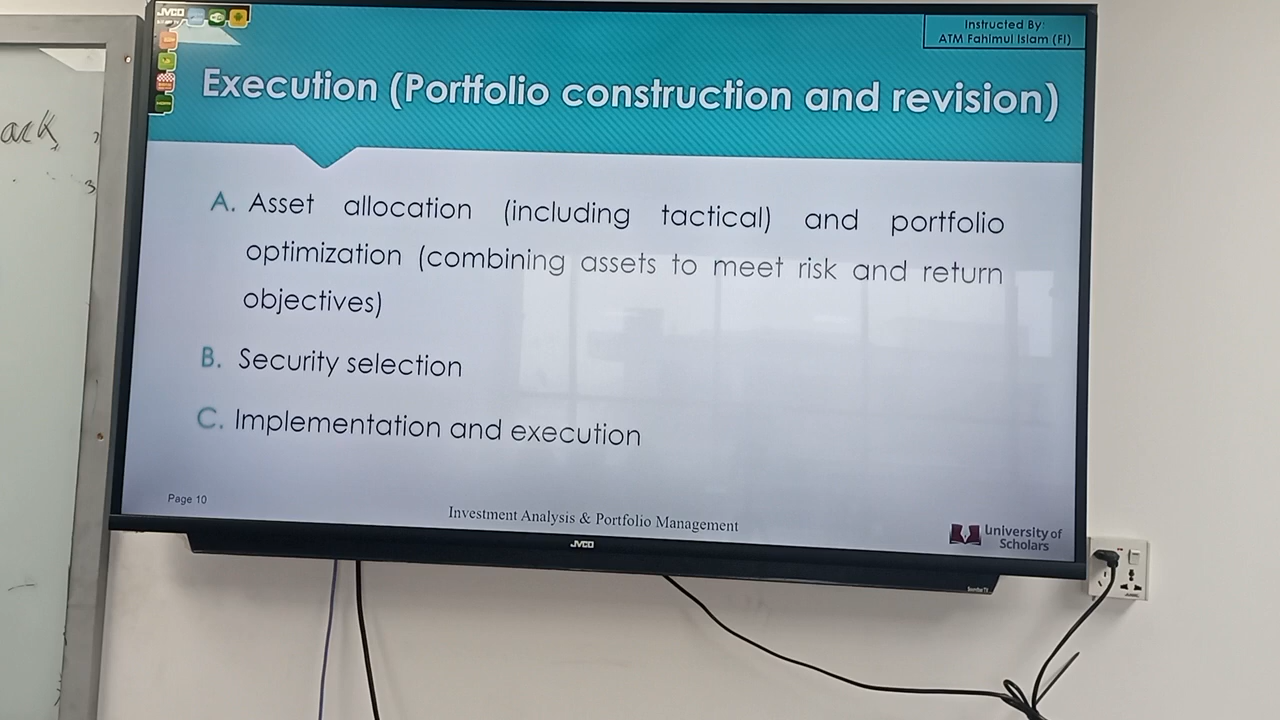 JVCO
Instructed By:
ATM Fahimul Islam (FI)
Execution (Portfolio construction and revision)
A. Asset allocation (including tactical) and portfolio
optimization (combining assets to meet risk and return
objectives)
B. Security selection
C. Implementation and execution
Page 10
Investment Analysis & Portfolio Management
University of
Scholars
JVCO